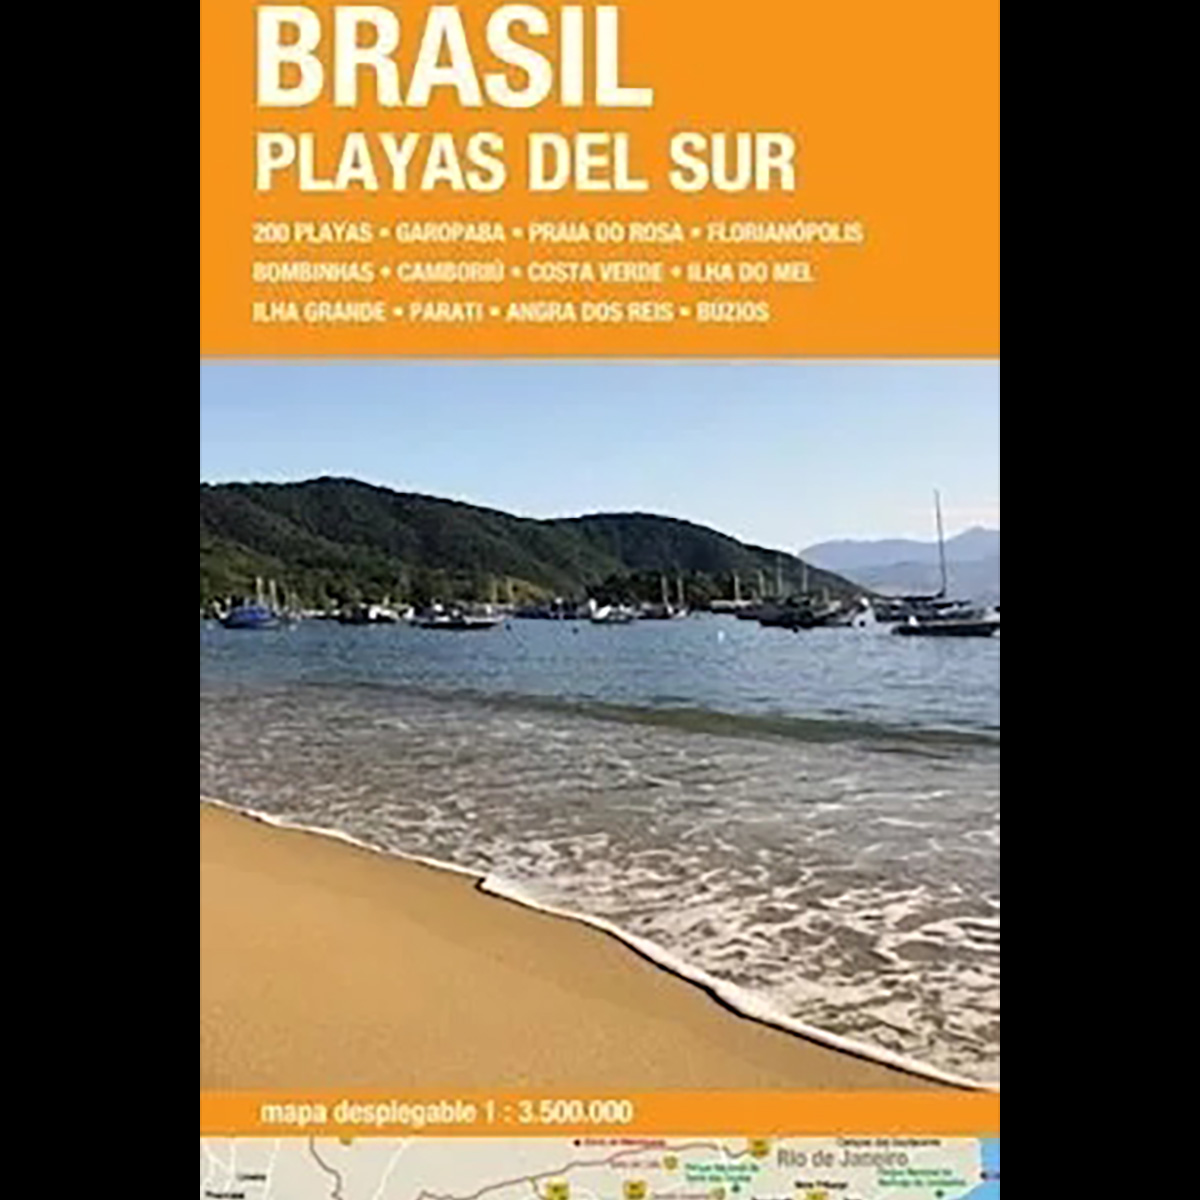 BRASIL
PLAYAS DEL SUR
200 PLAYAS • GAROPABA • PRAIA DO ROSA • FLORIANÓPOLIS
BOMBINHAS • CAMBORIÚ • COSTA VERDE • ILHA DO MEL
ILHA GRANDE • PARATI • ANGRA DOS REIS • BÚZIOS
mapa desplegable 1 : 3.500.000
Rio de Janeiro